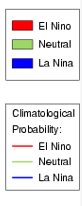 El Nino
Neutral
La Nina
Climatological
Probability:
El Nino
Neutral
La Nina